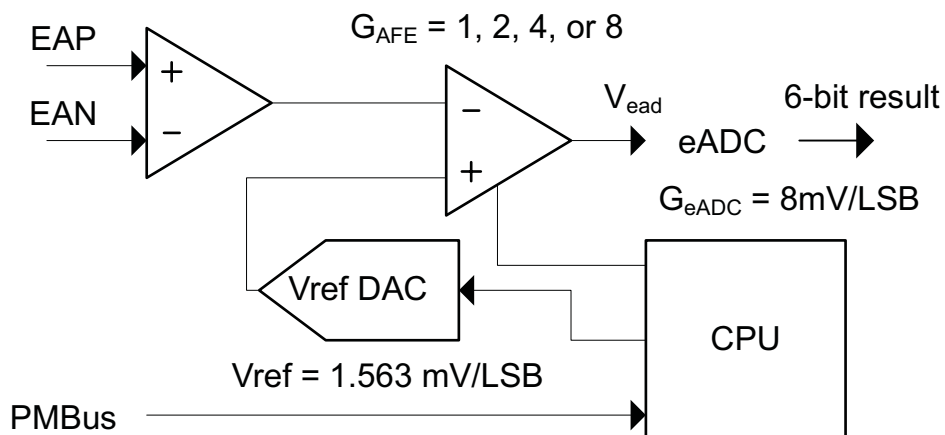 G_AFE = 1, 2, 4, or 8
EAP
EAN
+
−
−
+
V_ead
eADC
6-bit result
G_eADC = 8mV/LSB
Vref DAC
CPU
Vref = 1.563 mV/LSB
PMBus